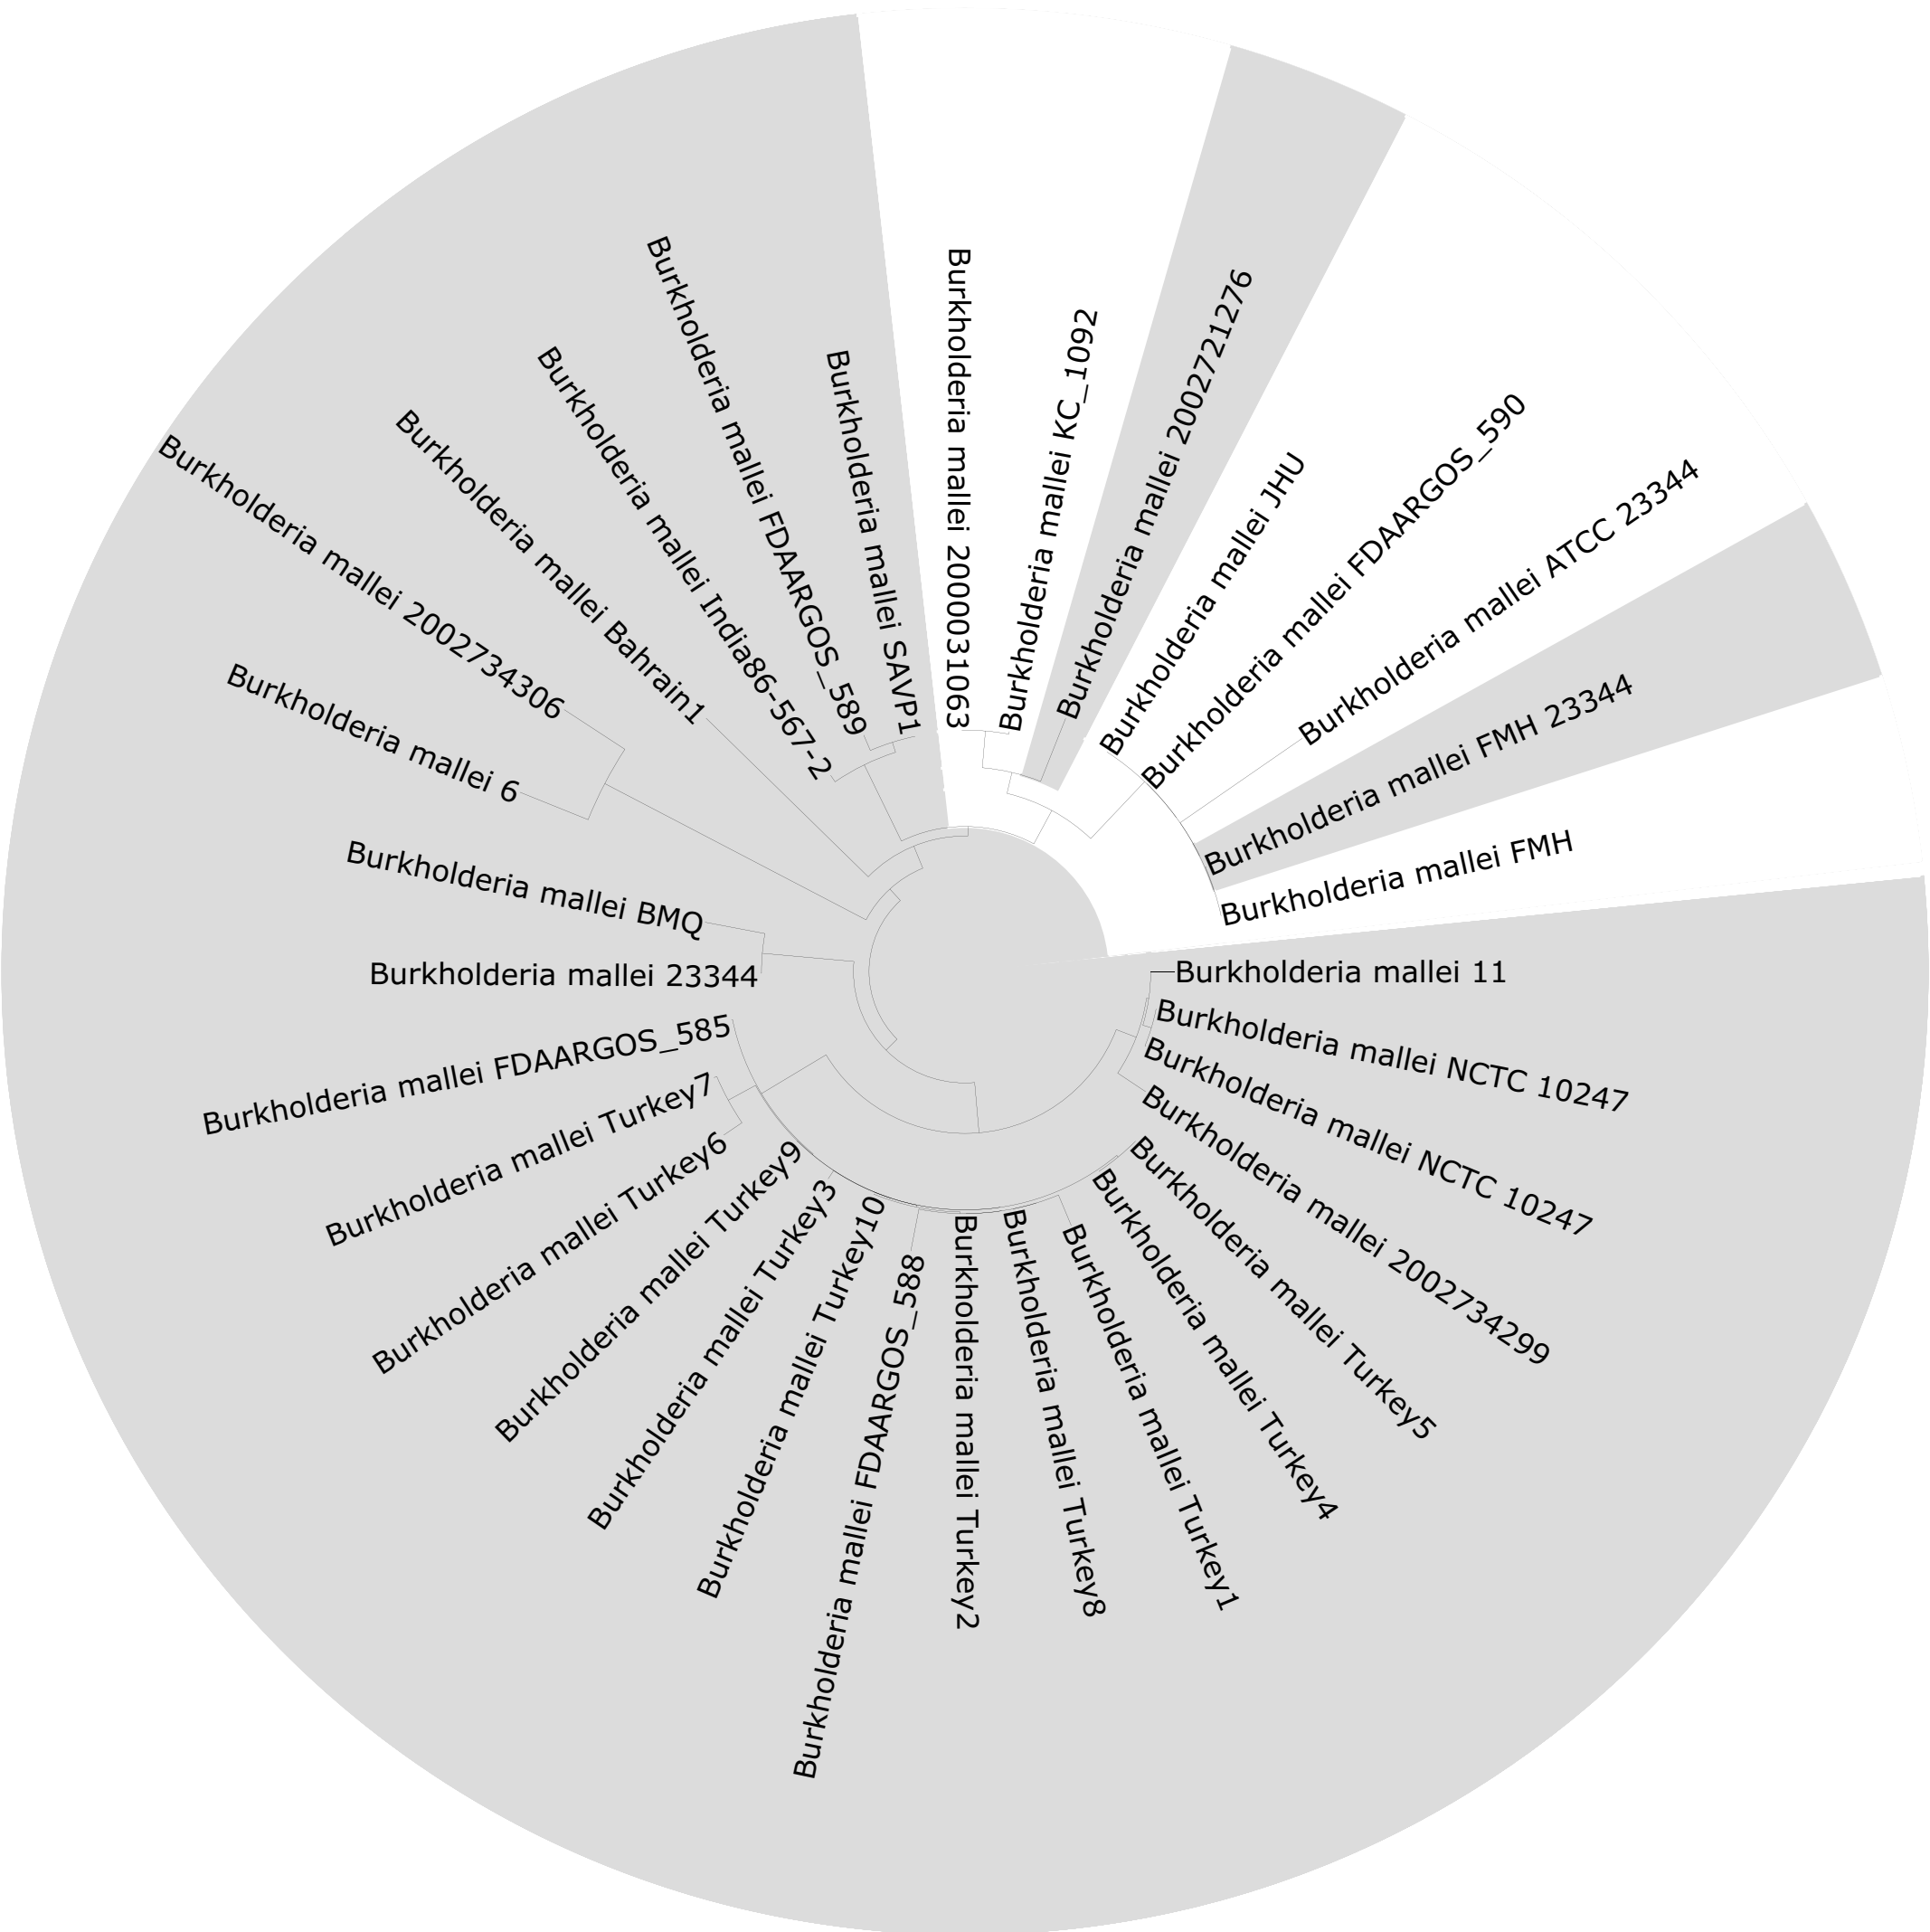 Burkholderia mallei 2000031063
Burkholderia mallei KC_1092
Burkholderia mallei 2002721276
Burkholderia mallei JHU
Burkholderia mallei FDAARGOS_590
Burkholderia mallei ATCC 23344
Burkholderia mallei FMH 23344
Burkholderia mallei FMH
Burkholderia mallei 11
Burkholderia mallei NCTC 10247
Burkholderia mallei NCTC 10247
Burkholderia mallei 2002734299
Burkholderia mallei Turkey5
Burkholderia mallei Turkey4
Burkholderia mallei Turkey1
Burkholderia mallei Turkey8
Burkholderia mallei Turkey2
Burkholderia mallei FDAARGOS_588
Burkholderia mallei Turkey10
Burkholderia mallei Turkey3
Burkholderia mallei Turkey9
Burkholderia mallei Turkey6
Burkholderia mallei Turkey7
Burkholderia mallei FDAARGOS_585
Burkholderia mallei 23344
Burkholderia mallei BMQ
Burkholderia mallei 6
Burkholderia mallei 2002734306
Burkholderia mallei Bahrain1
Burkholderia mallei India86-567-2
Burkholderia mallei FDAARGOS_589
Burkholderia mallei SAVP1